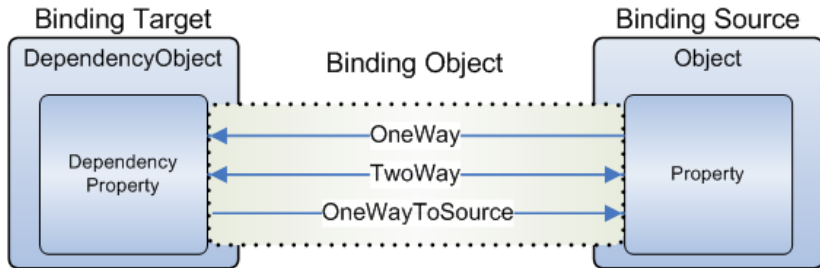 Binding Target
Binding Source
DependencyObject
Binding Object
Object
OneWay
Dependency
Property
TwoWay
Property
OneWayToSource